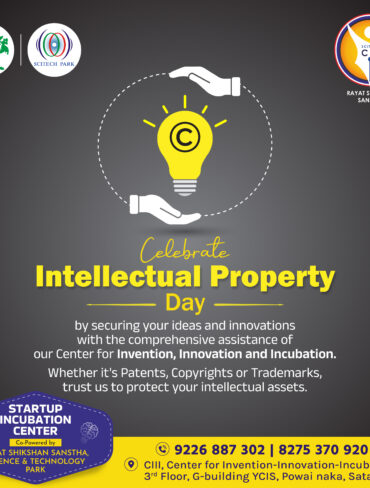 SCITECH PARK
RAYAT S
SAN
©
Celebrate
Intellectual Property
Day
by securing your ideas and innovations
with the comprehensive assistance of
our Center for Invention, Innovation and Incubation.
Whether it's Patents, Copyrights or Trademarks,
trust us to protect your intellectual assets.
STARTUP
INCUBATION
CENTER
Co-Powered by
AT SHIKSHAN SANSTHA,
ENCE & TECHNOLOGY
PARK
9226 887 302 | 8275 370 920
CIII, Center for Invention-Innovation-Incub
3rd Floor, G-building YCIS, Powai naka, Sata